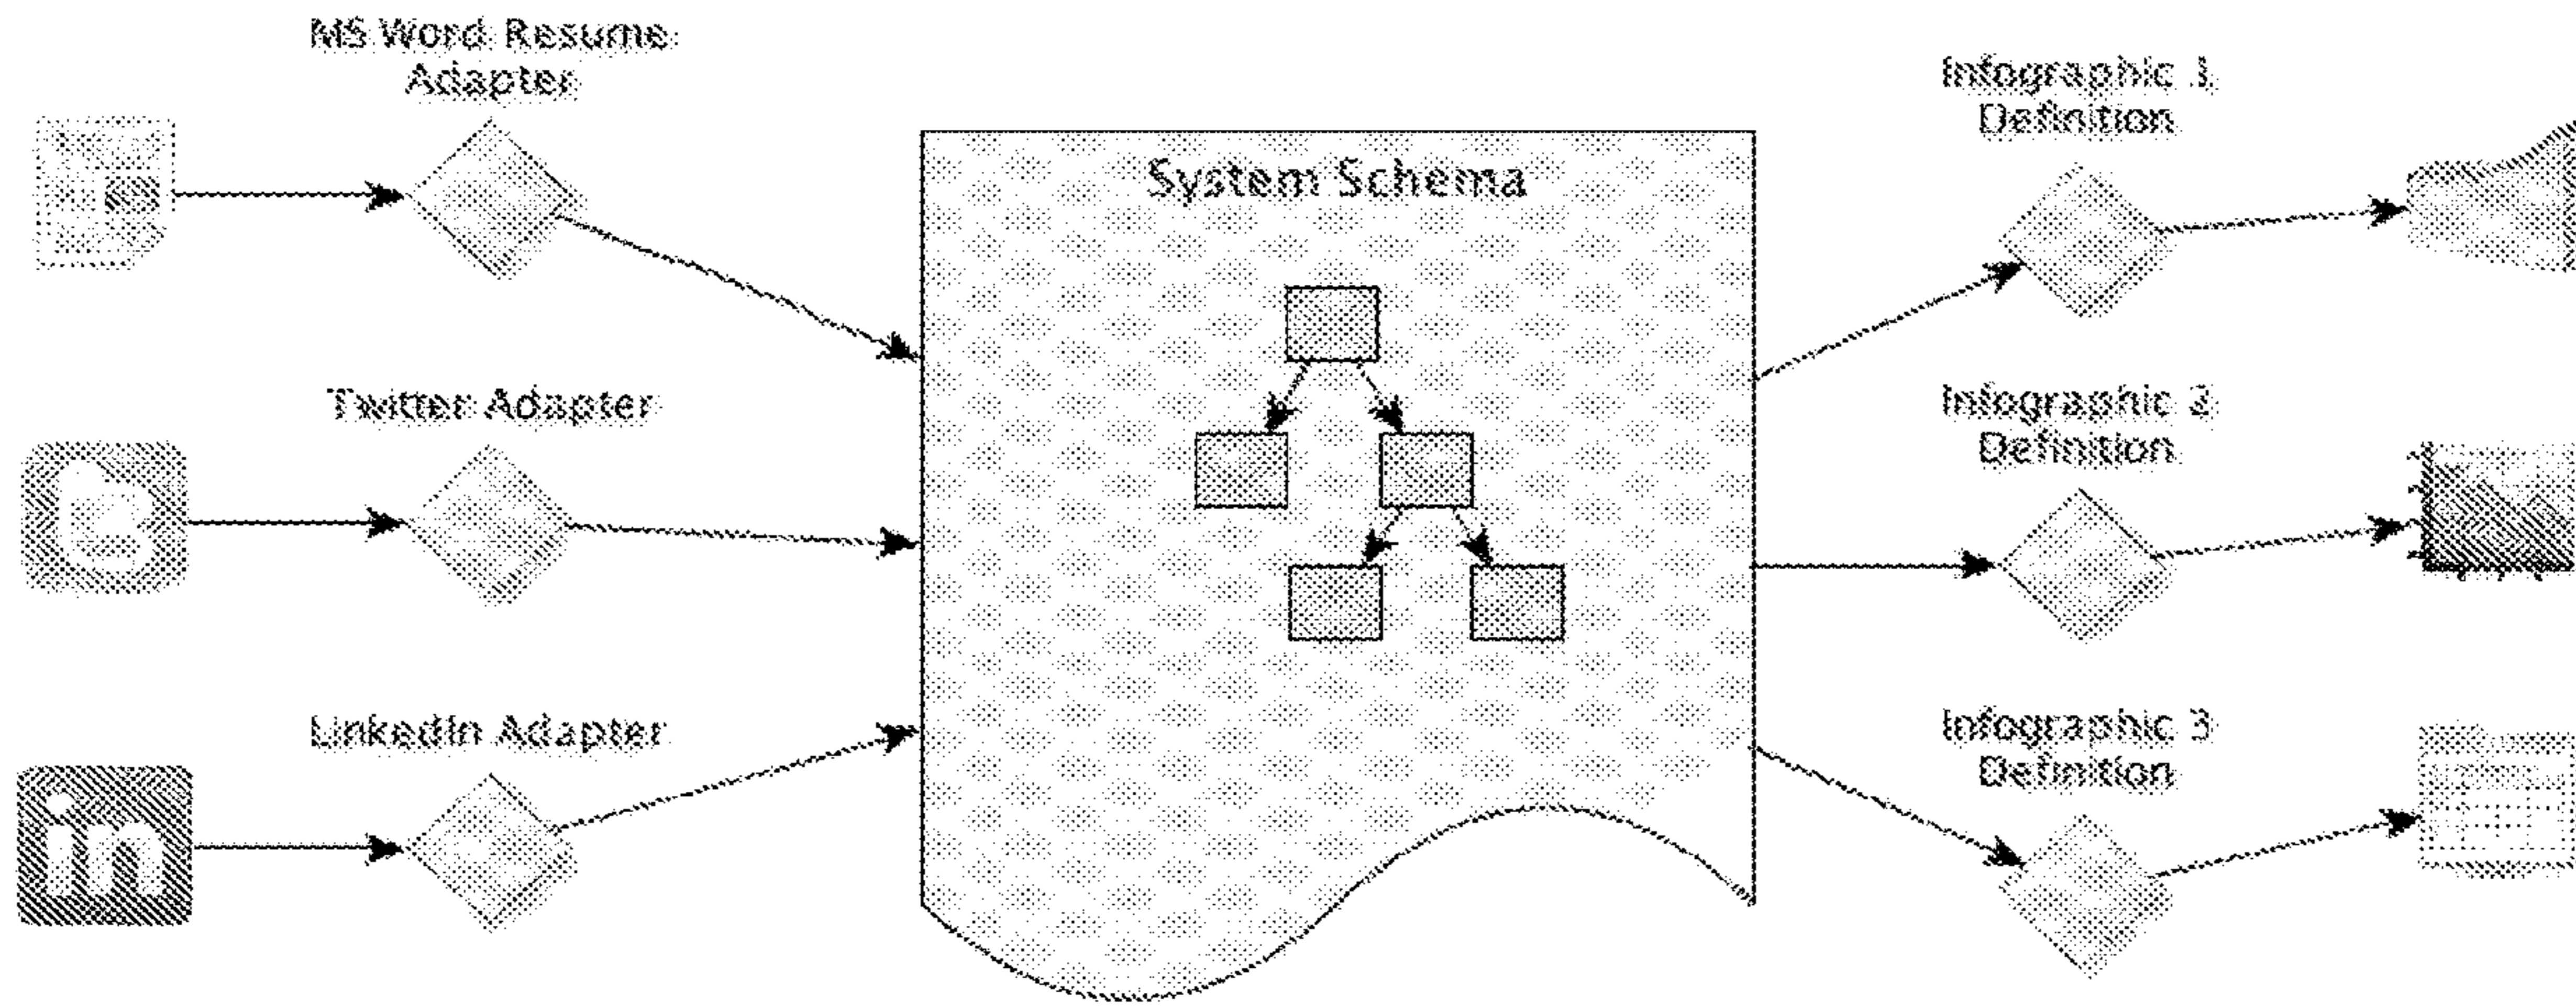 MS Word Resume
Adapter
Infographic 1
Definition
System Schema
Twitter Adapter
Infographic 2
Definition
LinkedIn Adapter
Infographic 3
Definition
in